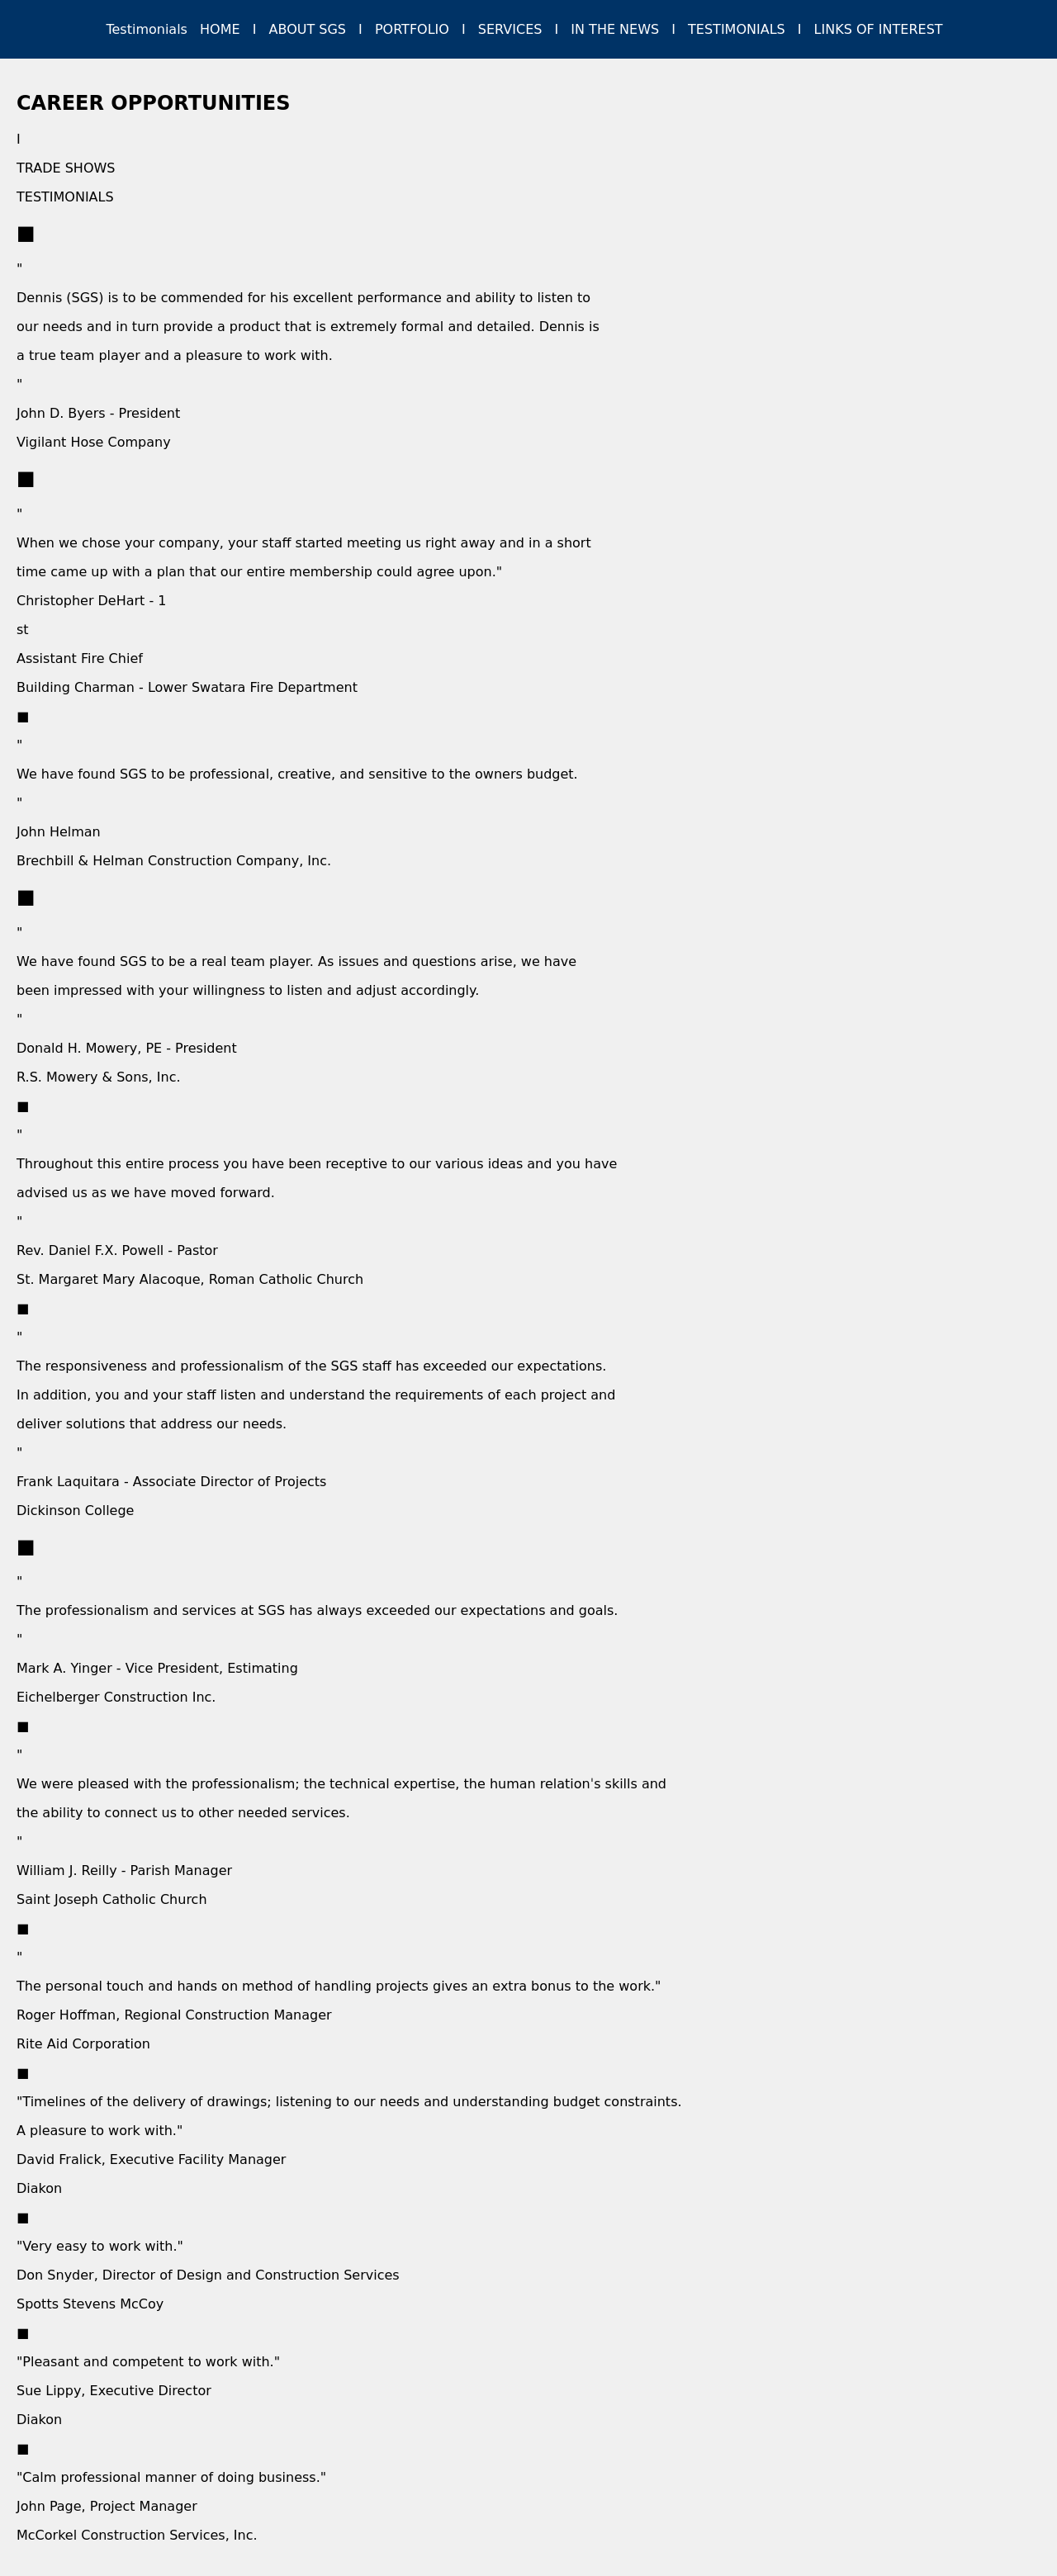 Testimonials HOME I ABOUT SGS I PORTFOLIO I SERVICES I IN THE NEWS I TESTIMONIALS I LINKS OF INTEREST
CAREER OPPORTUNITIES
I
TRADE SHOWS
TESTIMONIALS
■
"
Dennis (SGS) is to be commended for his excellent performance and ability to listen to
our needs and in turn provide a product that is extremely formal and detailed. Dennis is
a true team player and a pleasure to work with.
"
John D. Byers - President
Vigilant Hose Company
■
"
When we chose your company, your staff started meeting us right away and in a short
time came up with a plan that our entire membership could agree upon."
Christopher DeHart - 1
st
Assistant Fire Chief
Building Charman - Lower Swatara Fire Department
■
"
We have found SGS to be professional, creative, and sensitive to the owners budget.
"
John Helman
Brechbill & Helman Construction Company, Inc.
■
"
We have found SGS to be a real team player. As issues and questions arise, we have
been impressed with your willingness to listen and adjust accordingly.
"
Donald H. Mowery, PE - President
R.S. Mowery & Sons, Inc.
■
"
Throughout this entire process you have been receptive to our various ideas and you have
advised us as we have moved forward.
"
Rev. Daniel F.X. Powell - Pastor
St. Margaret Mary Alacoque, Roman Catholic Church
■
"
The responsiveness and professionalism of the SGS staff has exceeded our expectations.
In addition, you and your staff listen and understand the requirements of each project and
deliver solutions that address our needs.
"
Frank Laquitara - Associate Director of Projects
Dickinson College
■
"
The professionalism and services at SGS has always exceeded our expectations and goals.
"
Mark A. Yinger - Vice President, Estimating
Eichelberger Construction Inc.
■
"
We were pleased with the professionalism; the technical expertise, the human relation's skills and
the ability to connect us to other needed services.
"
William J. Reilly - Parish Manager
Saint Joseph Catholic Church
■
"
The personal touch and hands on method of handling projects gives an extra bonus to the work."
Roger Hoffman, Regional Construction Manager
Rite Aid Corporation
■
"Timelines of the delivery of drawings; listening to our needs and understanding budget constraints.
A pleasure to work with."
David Fralick, Executive Facility Manager
Diakon
■
"Very easy to work with."
Don Snyder, Director of Design and Construction Services
Spotts Stevens McCoy
■
"Pleasant and competent to work with."
Sue Lippy, Executive Director
Diakon
■
"Calm professional manner of doing business."
John Page, Project Manager
McCorkel Construction Services, Inc.